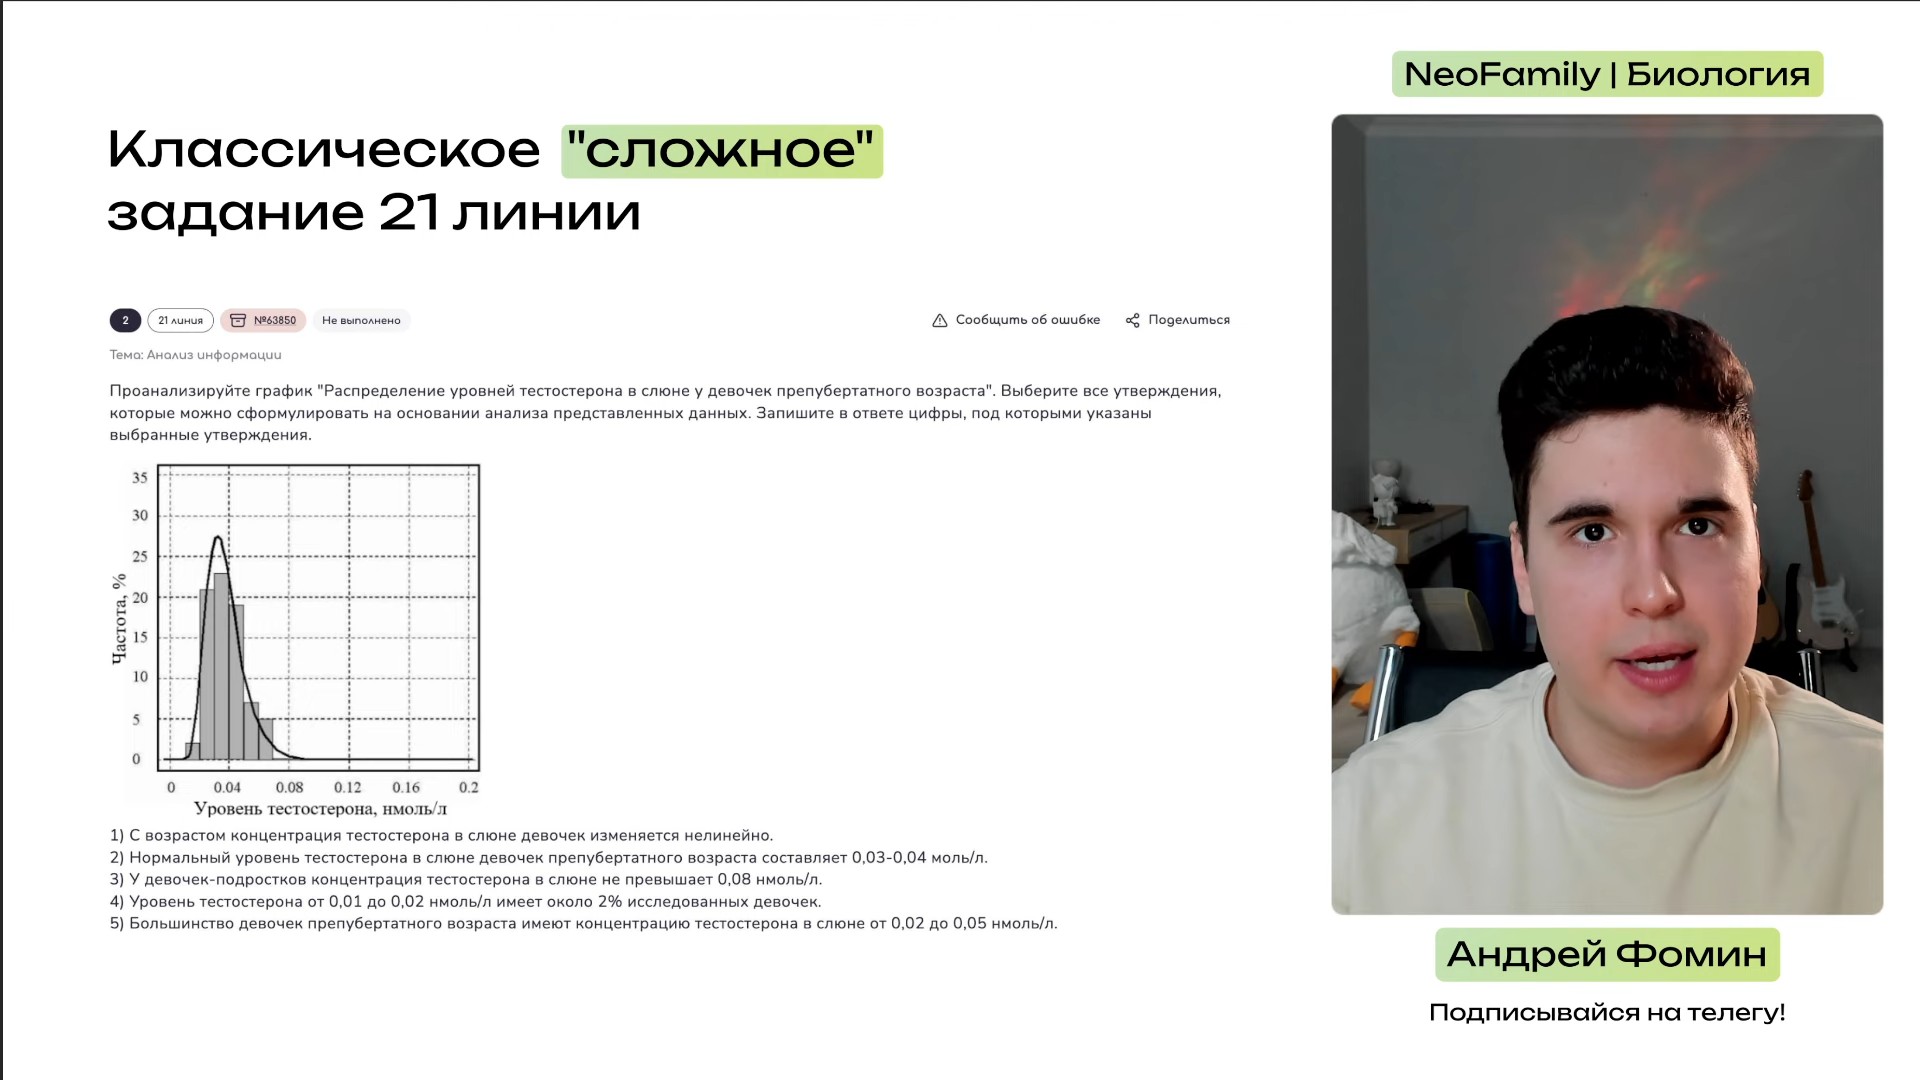 NeoFamily | Биология
Классическое "сложное"
задание 21 линии
2 21 линия №63850 Не выполнено Сообщить об ошибке Поделиться
Тема: Анализ информации
Проанализируйте график "Распределение уровней тестостерона в слюне у девочек препубертатного возраста". Выберите все утверждения,
которые можно сформулировать на основании анализа представленных данных. Запишите в ответе цифры, под которыми указаны
выбранные утверждения.
35
30
25
20
15
10
5
0
Частота, %
0 0.04 0.08 0.12 0.16 0.2
Уровень тестостерона, нмоль/л
1) С возрастом концентрация тестостерона в слюне девочек изменяется нелинейно.
2) Нормальный уровень тестостерона в слюне девочек препубертатного возраста составляет 0,03-0,04 моль/л.
3) У девочек-подростков концентрация тестостерона в слюне не превышает 0,08 нмоль/л.
4) Уровень тестостерона от 0,01 до 0,02 нмоль/л имеет около 2% исследованных девочек.
5) Большинство девочек препубертатного возраста имеют концентрацию тестостерона в слюне от 0,02 до 0,05 нмоль/л.
Андрей Фомин
Подписывайся на телегу!